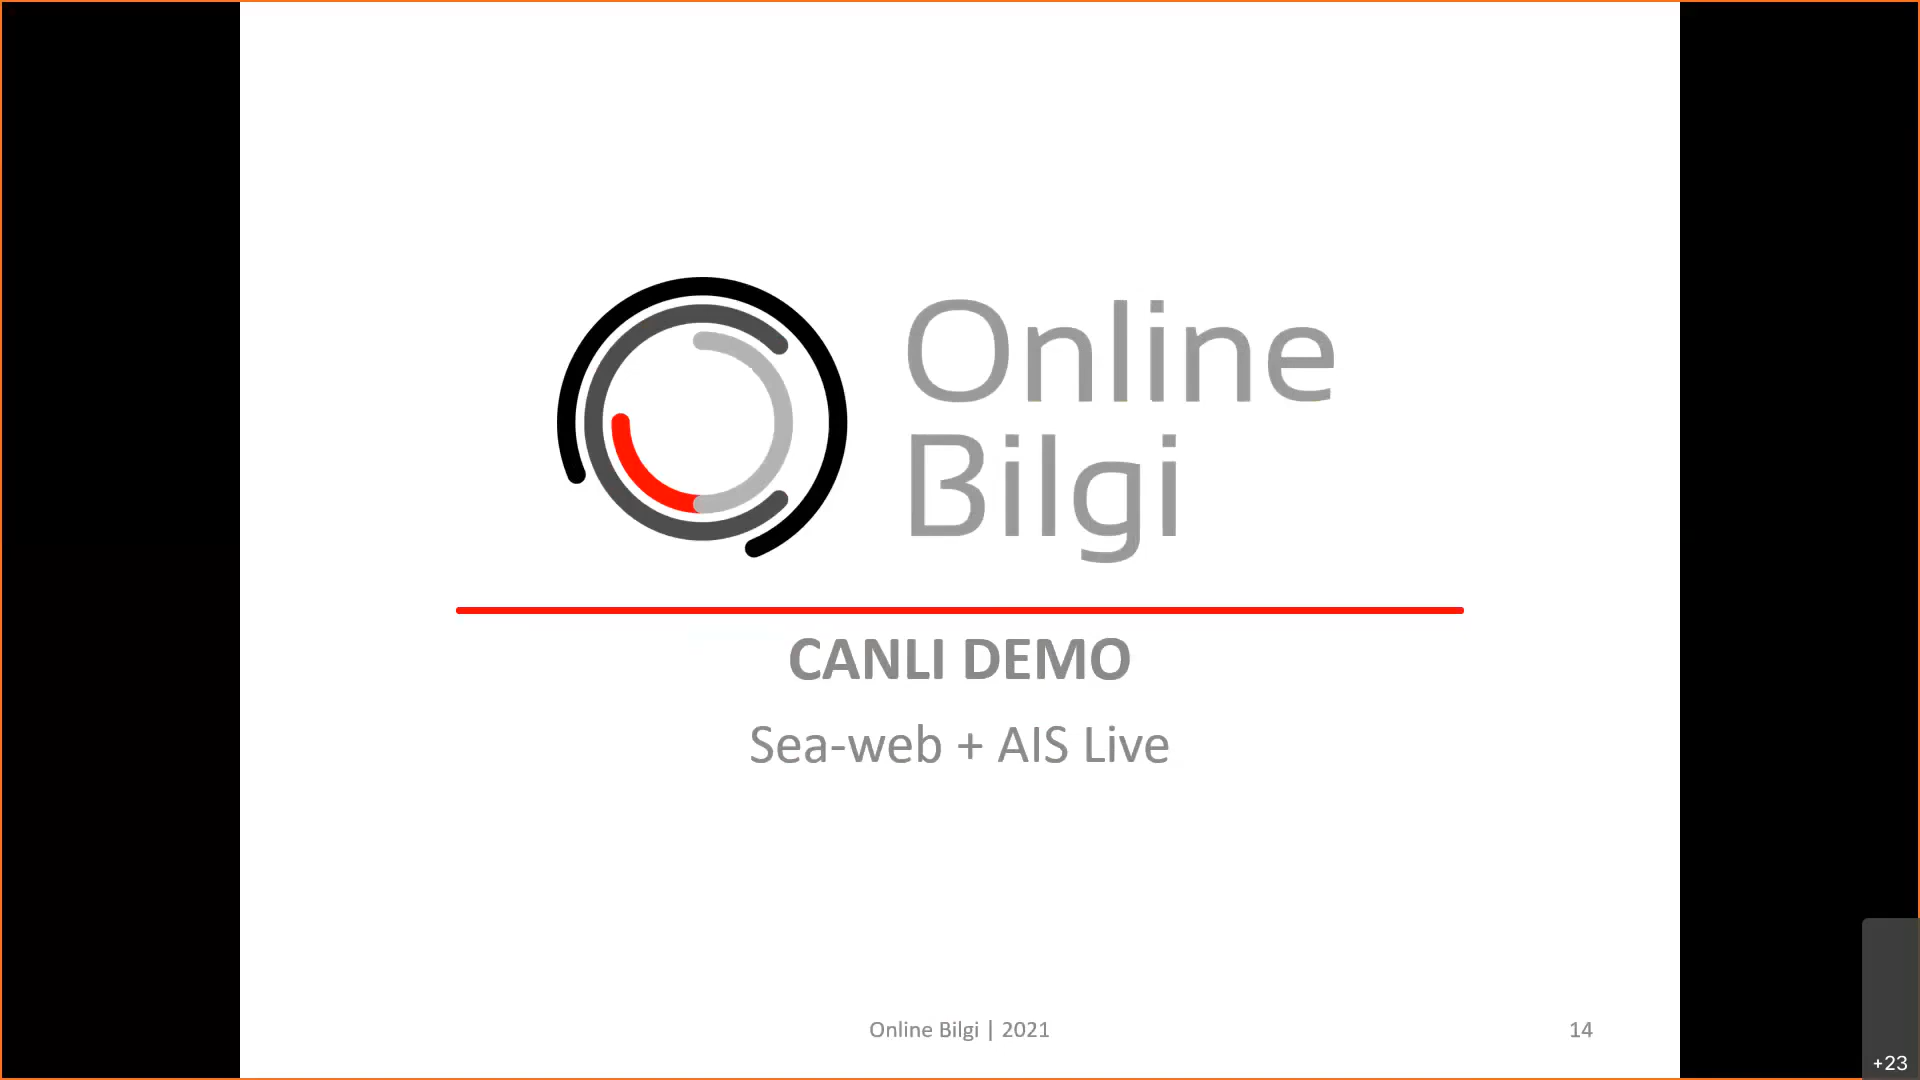 Online
Bilgi
CANLI DEMO
Sea-web + AIS Live
Online Bilgi | 2021
14
+23